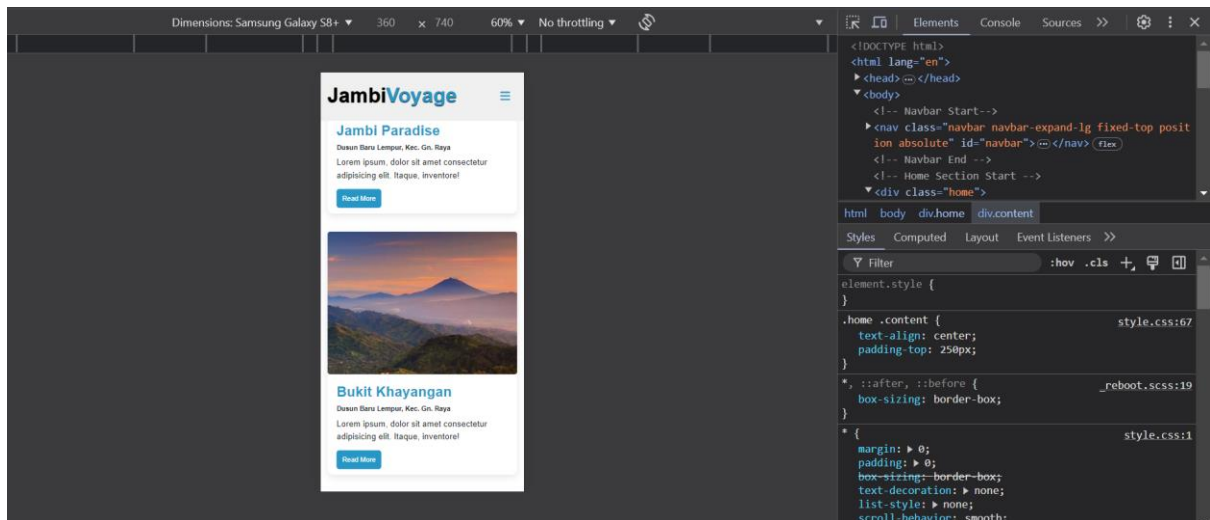 Dimensions: Samsung Galaxy S8+ ▼ 360 × 740 60% ▼ No throttling ▼
JambiVoyage
Jambi Paradise
Dusun Baru Lempur, Kec. Gn. Raya
Lorem ipsum, dolor sit amet consectetur
adipisicing elit. Itaque, inventore!
Read More
Bukit Khayangan
Dusun Baru Lempur, Kec. Gn. Raya
Lorem ipsum, dolor sit amet consectetur
adipisicing elit. Itaque, inventore!
Read More
Elements Console Sources
<!DOCTYPE html>
<html lang="en">
<head>…</head>
<body>
<!-- Navbar Start-->
<nav class="navbar navbar-expand-lg fixed-top posit
ion absolute" id="navbar">…</nav> flex
<!-- Navbar End -->
<!-- Home Section Start -->
<div class="home">
html body div.home div.content
Styles Computed Layout Event Listeners
Filter :hov .cls
element.style {
}
.home .content { style.css:67
text-align: center;
padding-top: 250px;
}
*, ::after, ::before { _reboot.scss:19
box-sizing: border-box;
}
* { style.css:1
margin: ▶ 0;
padding: ▶ 0;
box-sizing: border-box;
text-decoration: ▶ none;
list-style: ▶ none;
scroll-behavior: smooth;